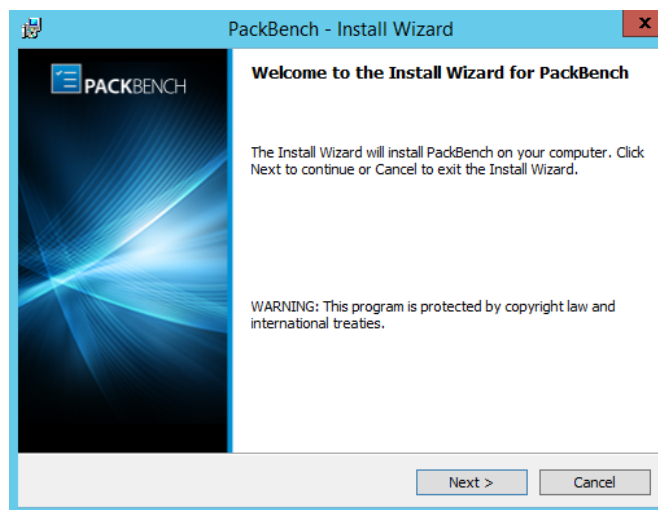 PackBench - Install Wizard
x
PACKBENCH
Welcome to the Install Wizard for PackBench
The Install Wizard will install PackBench on your computer. Click
Next to continue or Cancel to exit the Install Wizard.
WARNING: This program is protected by copyright law and
international treaties.
Next >
Cancel